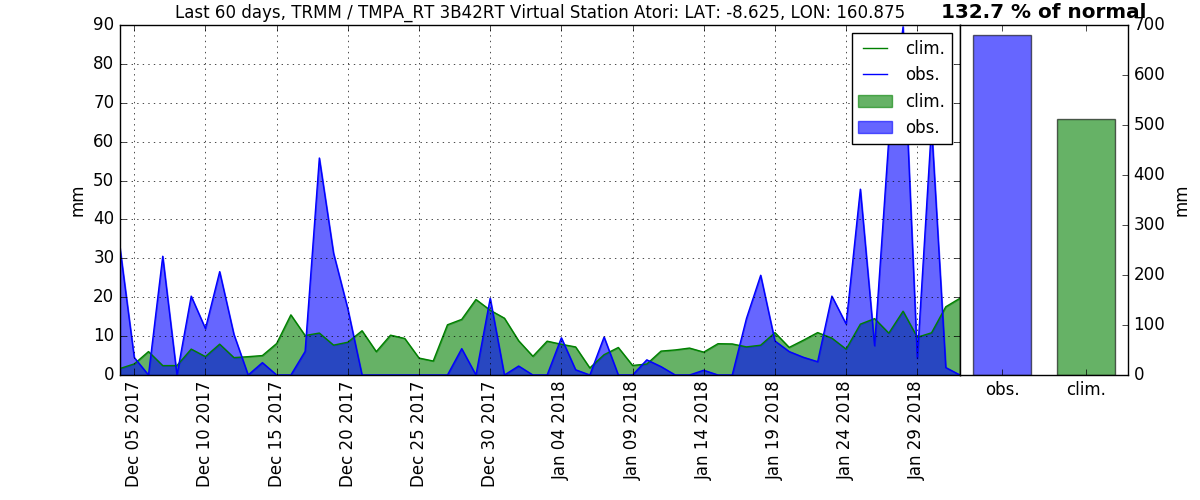 Last 60 days, TRMM / TMPA_RT 3B42RT Virtual Station Atori: LAT: -8.625, LON: 160.875
132.7 % of normal
90
80
70
60
50
40
30
20
10
0
mm
clim.
obs.
clim.
obs.
Dec 05 2017
Dec 10 2017
Dec 15 2017
Dec 20 2017
Dec 25 2017
Dec 30 2017
Jan 04 2018
Jan 09 2018
Jan 14 2018
Jan 19 2018
Jan 24 2018
Jan 29 2018
700
600
500
400
300
200
100
0
mm
obs.
clim.